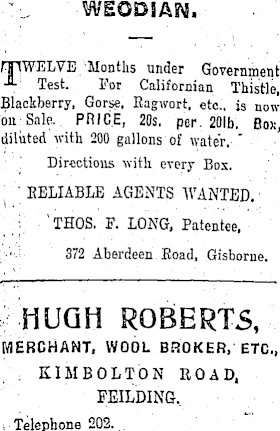 WEODIAN.
TWELVE Months under Government
Test. For Californian Thistle,
Blackberry, Gorse, Ragwort, etc., is now
on Sale. PRICE, 20s. per 20lb. Box,
diluted with 200 gallons of water.
Directions with every Box.
RELIABLE AGENTS WANTED.
THOS. F. LONG, Patentee,
372 Aberdeen Road, Gisborne.
HUGH ROBERTS,
MERCHANT, WOOL BROKER, ETC.,
KIMBOLTON ROAD,
FEILDING.
Telephone 202.